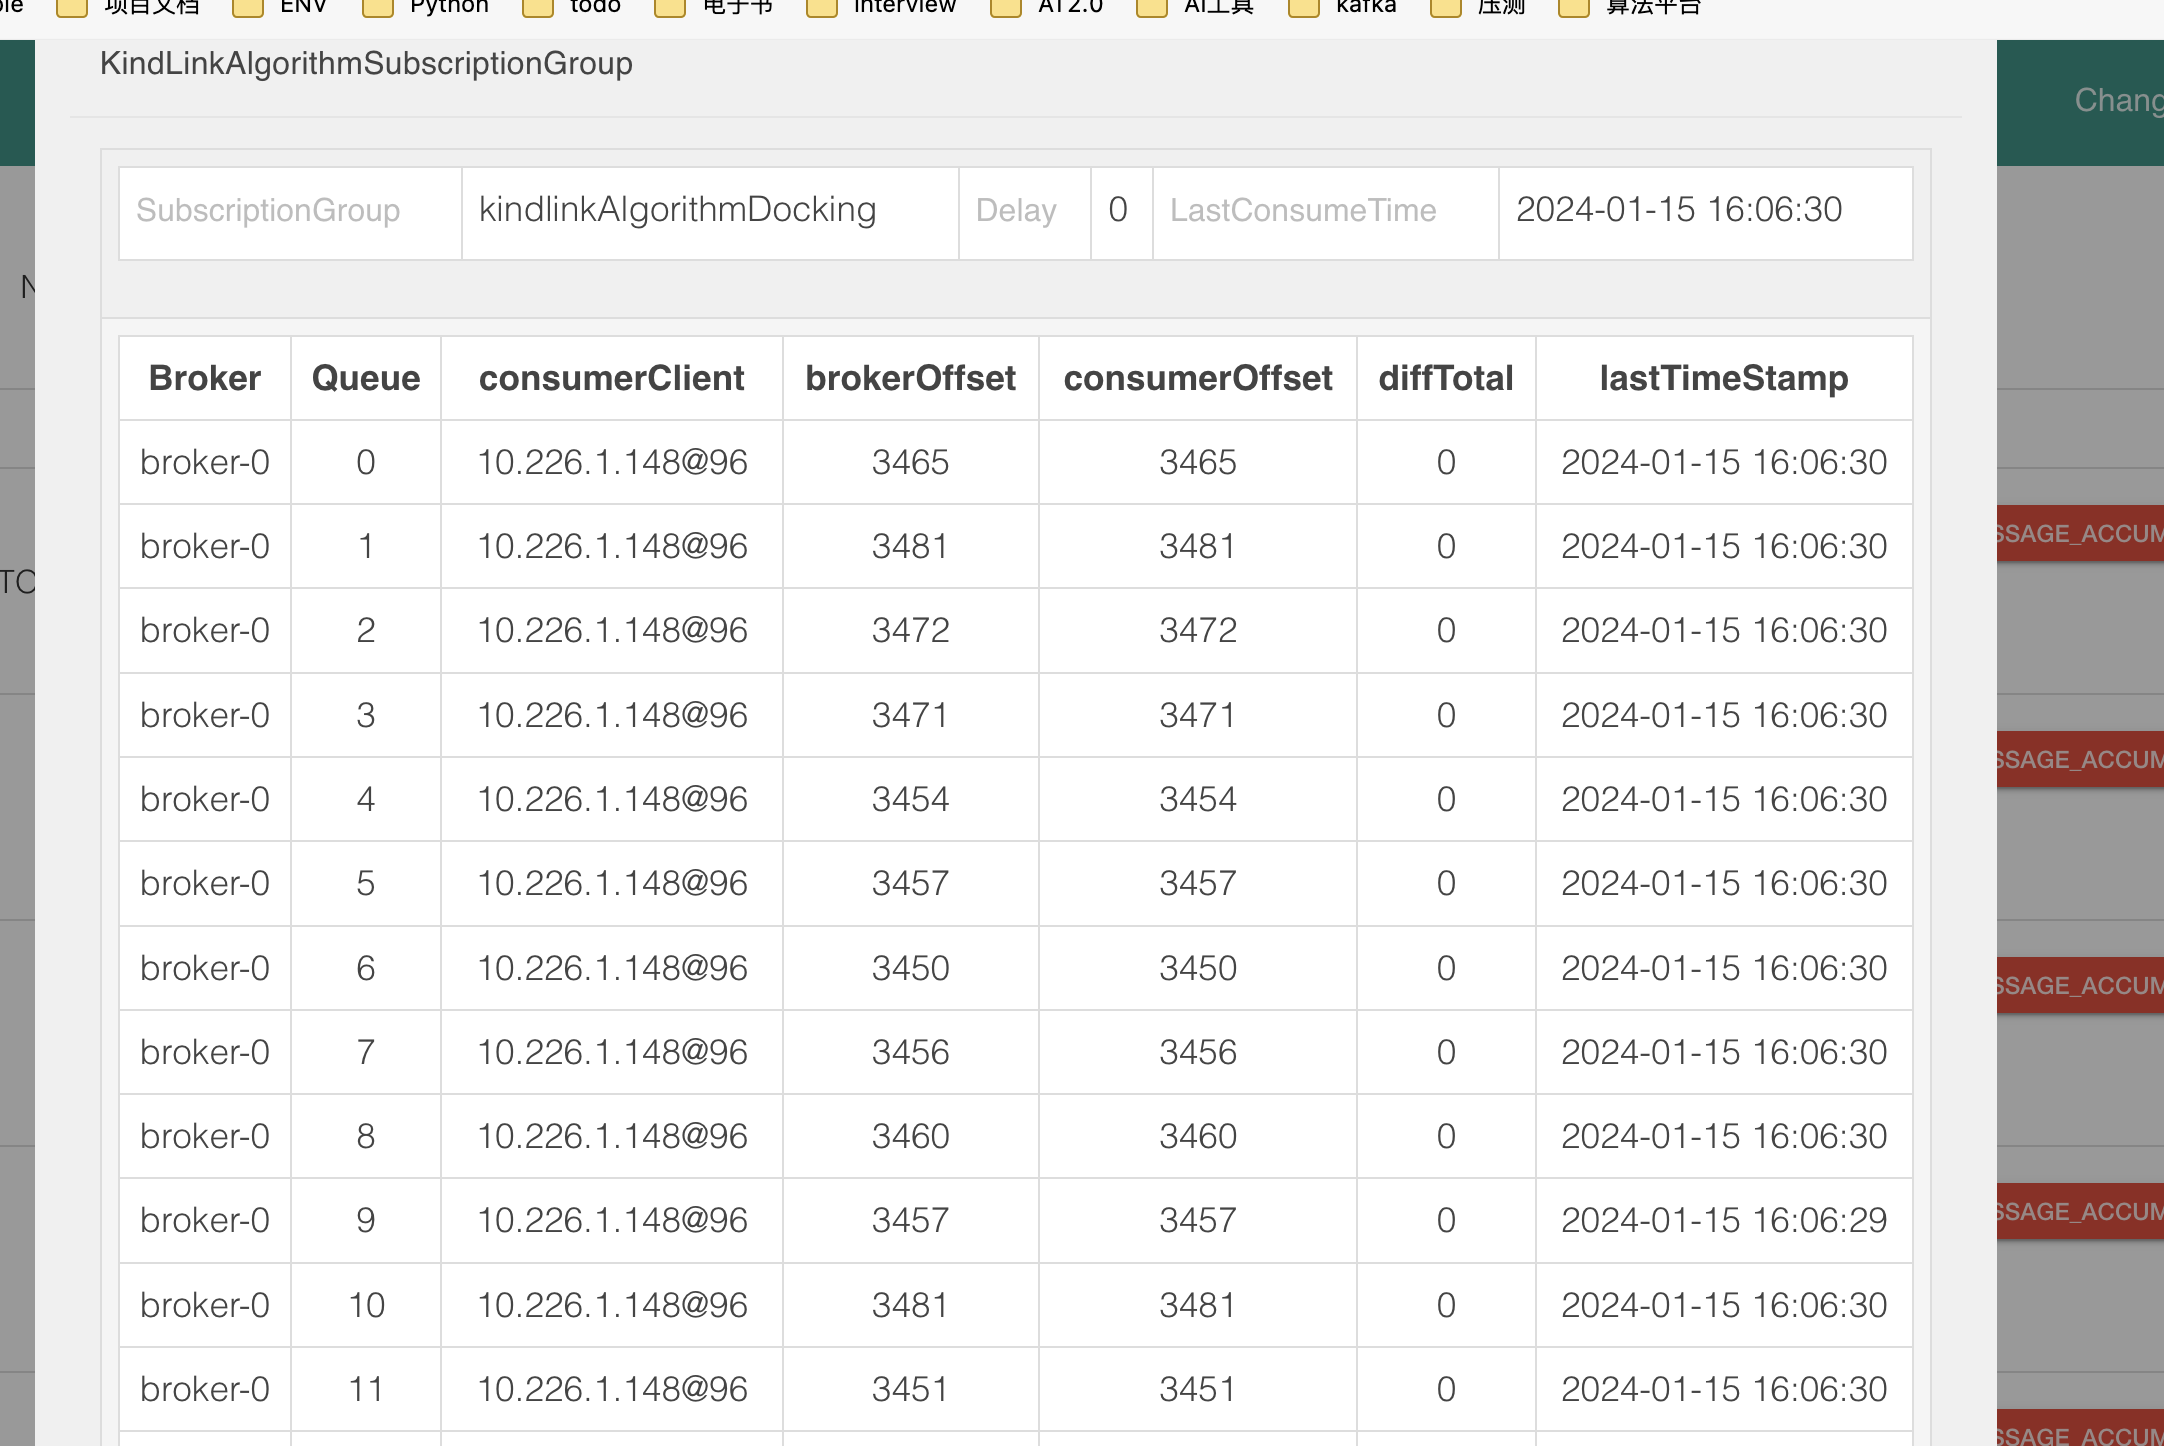 项目文档 ENV Python todo 电子书 interview AT2.0 AI工具 kafka 压测 算法平台
KindLinkAlgorithmSubscriptionGroup
SubscriptionGroup kindlinkAlgorithmDocking Delay 0 LastConsumeTime 2024-01-15 16:06:30
Broker Queue consumerClient brokerOffset consumerOffset diffTotal lastTimeStamp
broker-0 0 10.226.1.148@96 3465 3465 0 2024-01-15 16:06:30
broker-0 1 10.226.1.148@96 3481 3481 0 2024-01-15 16:06:30
broker-0 2 10.226.1.148@96 3472 3472 0 2024-01-15 16:06:30
broker-0 3 10.226.1.148@96 3471 3471 0 2024-01-15 16:06:30
broker-0 4 10.226.1.148@96 3454 3454 0 2024-01-15 16:06:30
broker-0 5 10.226.1.148@96 3457 3457 0 2024-01-15 16:06:30
broker-0 6 10.226.1.148@96 3450 3450 0 2024-01-15 16:06:30
broker-0 7 10.226.1.148@96 3456 3456 0 2024-01-15 16:06:30
broker-0 8 10.226.1.148@96 3460 3460 0 2024-01-15 16:06:30
broker-0 9 10.226.1.148@96 3457 3457 0 2024-01-15 16:06:29
broker-0 10 10.226.1.148@96 3481 3481 0 2024-01-15 16:06:30
broker-0 11 10.226.1.148@96 3451 3451 0 2024-01-15 16:06:30
Chang
SSAGE_ACCUM
SSAGE_ACCUM
SSAGE_ACCUM
SSAGE_ACCUM
SSAGE_ACCUM